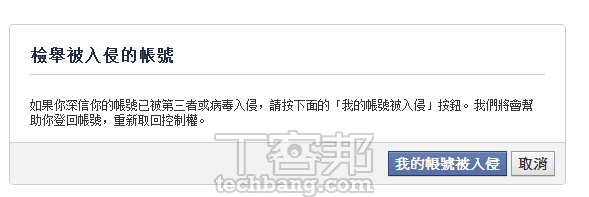 檢舉被入侵的帳號
如果你深信你的帳號已被第三者或病毒入侵，請按下面的「我的帳號被入侵」按鈕。我們將會幫
助你登回帳號，重新取回控制權。
T客邦
techbang.com
我的帳號被入侵 取消